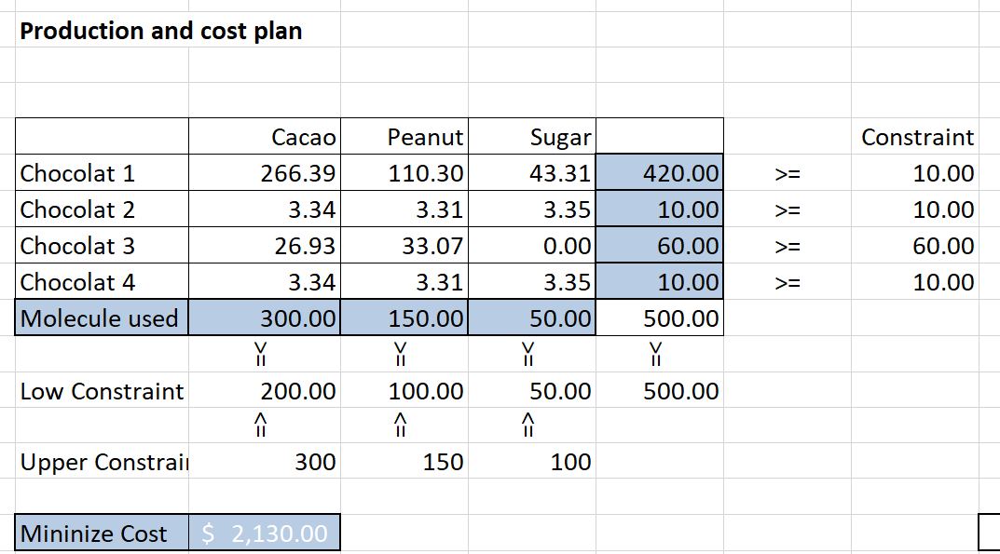 Production and cost plan
Cacao Peanut Sugar Constraint
Chocolat 1 266.39 110.30 43.31 420.00 >= 10.00
Chocolat 2 3.34 3.31 3.35 10.00 >= 10.00
Chocolat 3 26.93 33.07 0.00 60.00 >= 60.00
Chocolat 4 3.34 3.31 3.35 10.00 >= 10.00
Molecule used 300.00 150.00 50.00 500.00
>= >= >= >=
Low Constraint 200.00 100.00 50.00 500.00
<= <= <=
Upper Constrai 300 150 100
Mininize Cost $ 2,130.00